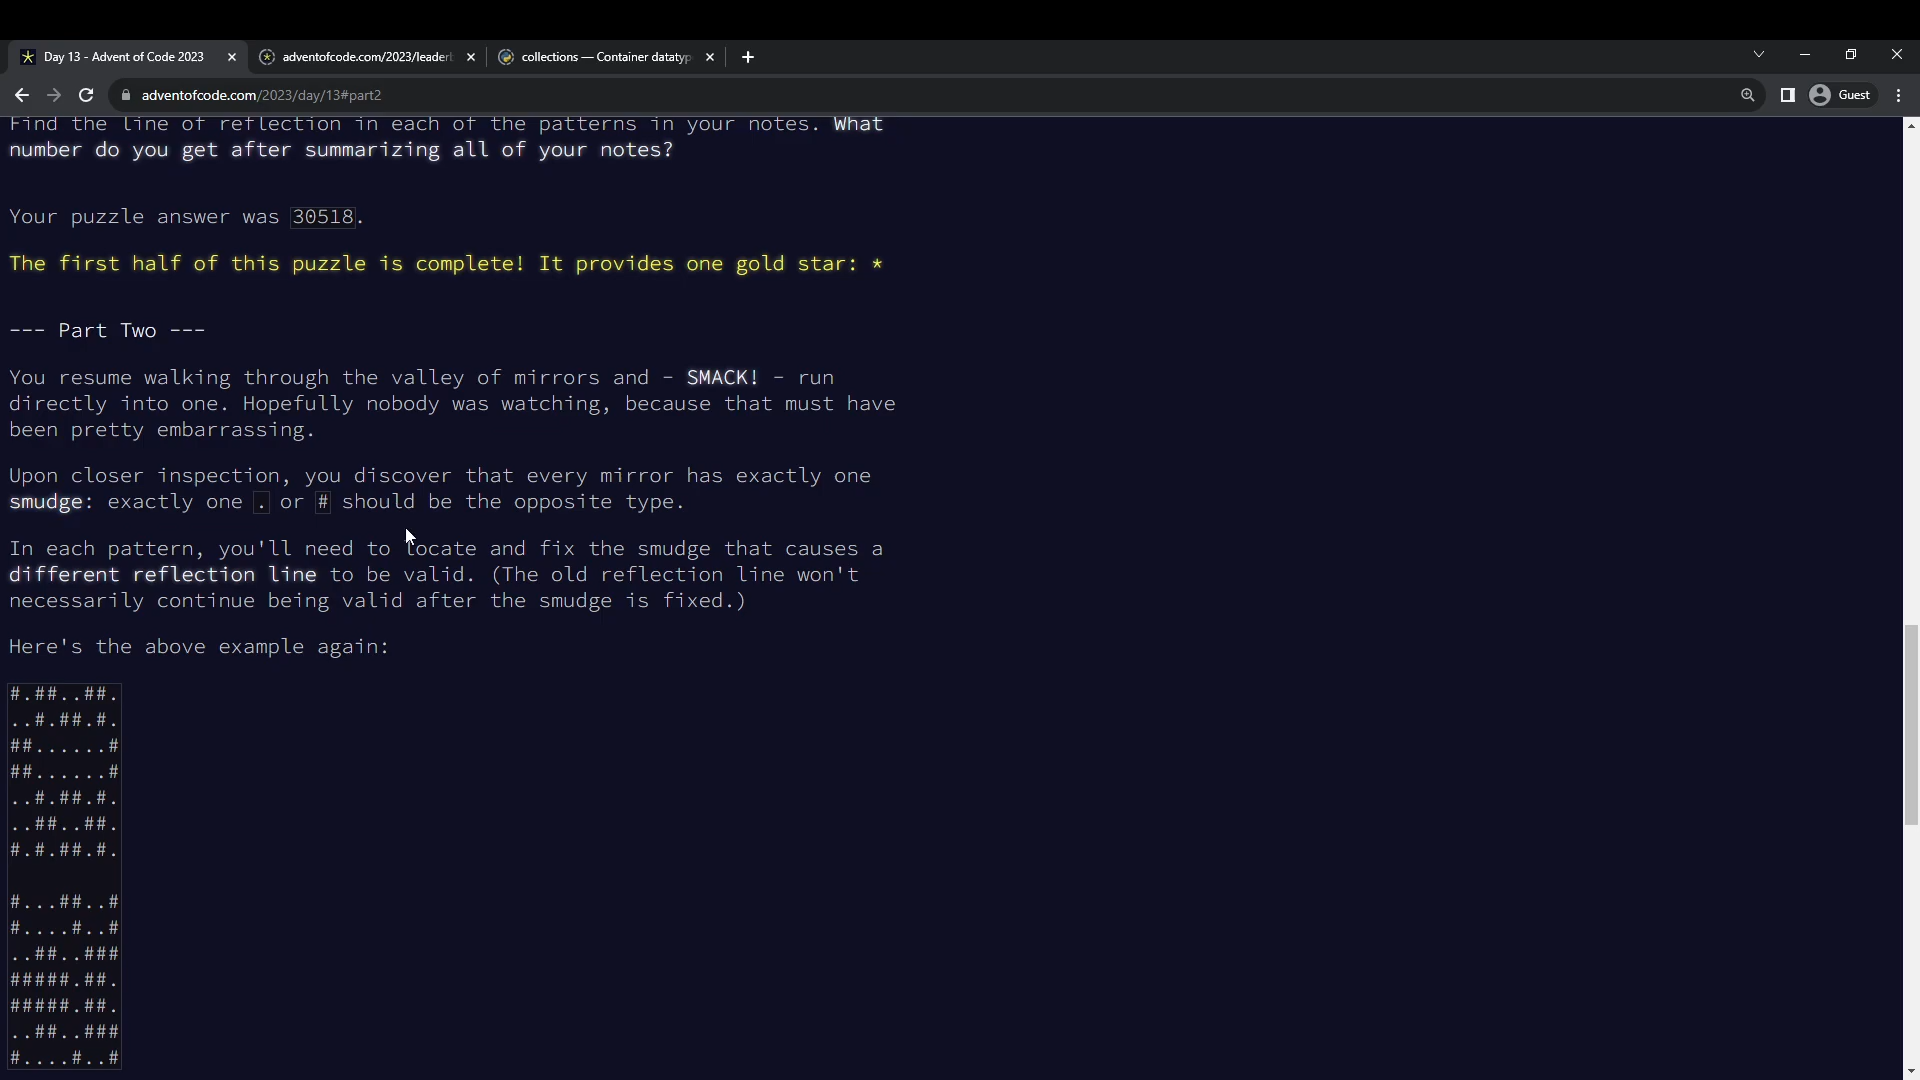 Day 13 - Advent of Code 2023
adventofcode.com/2023/leaderl
collections — Container datatyp
adventofcode.com/2023/day/13#part2
Guest
Find the line of reflection in each of the patterns in your notes. What
number do you get after summarizing all of your notes?
Your puzzle answer was 30518.
The first half of this puzzle is complete! It provides one gold star: *
--- Part Two ---
You resume walking through the valley of mirrors and - SMACK! - run
directly into one. Hopefully nobody was watching, because that must have
been pretty embarrassing.
Upon closer inspection, you discover that every mirror has exactly one
smudge: exactly one . or # should be the opposite type.
In each pattern, you'll need to locate and fix the smudge that causes a
different reflection line to be valid. (The old reflection line won't
necessarily continue being valid after the smudge is fixed.)
Here's the above example again:
#.##..##.
..#.##.#.
##......#
##......#
..#.##.#.
..##..##.
#.#.##.#.
#...##..#
#....#..#
..##..###
#####.##.
#####.##.
..##..###
#....#..#